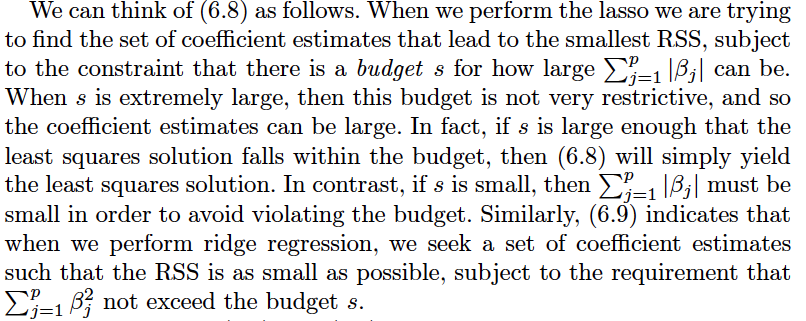 We can think of (6.8) as follows. When we perform the lasso we are trying
to find the set of coefficient estimates that lead to the smallest RSS, subject
to the constraint that there is a budget s for how large ∑_{j=1}^{p} |β_j| can be.
When s is extremely large, then this budget is not very restrictive, and so
the coefficient estimates can be large. In fact, if s is large enough that the
least squares solution falls within the budget, then (6.8) will simply yield
the least squares solution. In contrast, if s is small, then ∑_{j=1}^{p} |β_j| must be
small in order to avoid violating the budget. Similarly, (6.9) indicates that
when we perform ridge regression, we seek a set of coefficient estimates
such that the RSS is as small as possible, subject to the requirement that
∑_{j=1}^{p} β_j^2 not exceed the budget s.